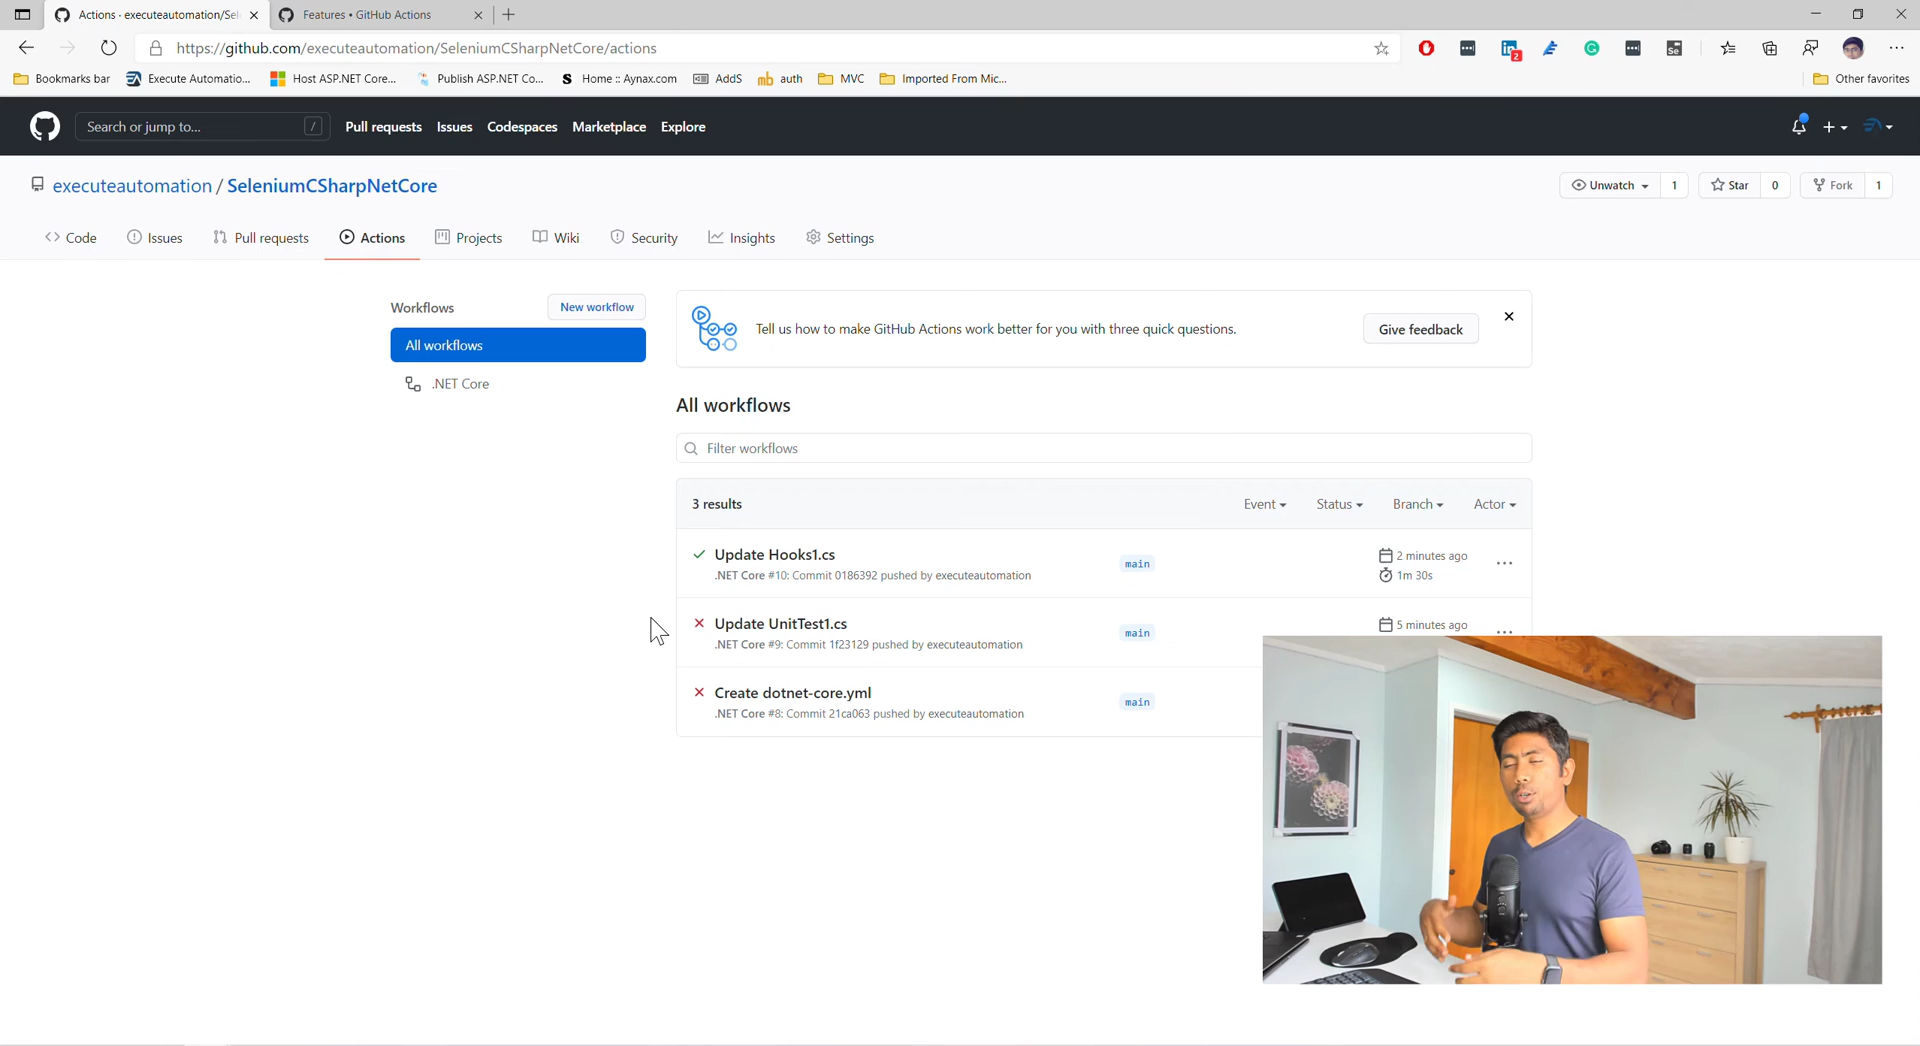 Actions · executeautomation/Sel
Features • GitHub Actions
https://github.com/executeautomation/SeleniumCSharpNetCore/actions
2
Bookmarks bar
Execute Automatio...
Host ASP.NET Core...
Publish ASP.NET Co...
S Home :: Aynax.com
AddS
auth
MVC
Imported From Mic...
Other favorites
Search or jump to... /
Pull requests
Issues
Codespaces
Marketplace
Explore
executeautomation / SeleniumCSharpNetCore
Unwatch 1
Star 0
Fork 1
Code
Issues
Pull requests
Actions
Projects
Wiki
Security
Insights
Settings
Workflows
New workflow
All workflows
.NET Core
Tell us how to make GitHub Actions work better for you with three quick questions.
Give feedback
All workflows
Filter workflows
3 results
Event
Status
Branch
Actor
Update Hooks1.cs
.NET Core #10: Commit 0186392 pushed by executeautomation
main
2 minutes ago
1m 30s
Update UnitTest1.cs
.NET Core #9: Commit 1f23129 pushed by executeautomation
main
5 minutes ago
Create dotnet-core.yml
.NET Core #8: Commit 21ca063 pushed by executeautomation
main